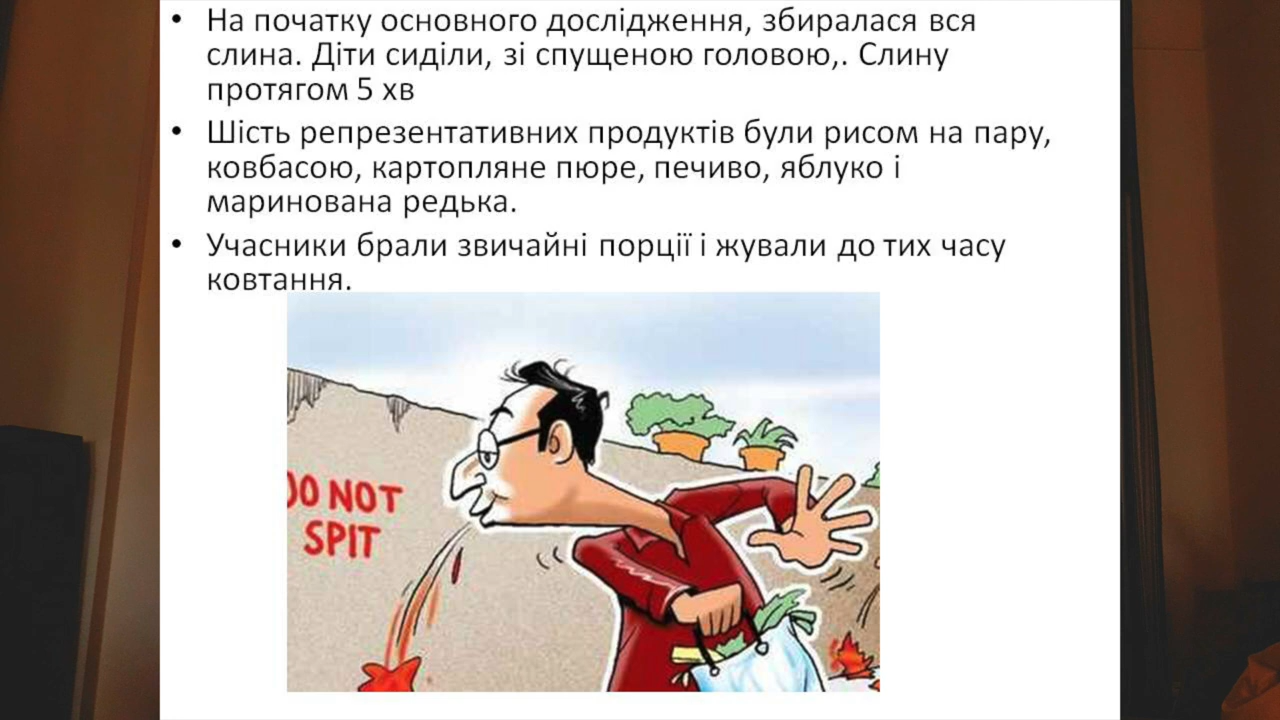 • На початку основного дослідження, збиралася вся
слина. Діти сиділи, зі спущеною головою,. Слину
протягом 5 хв
• Шість репрезентативних продуктів були рисом на пару,
ковбасою, картопляне пюре, печиво, яблуко і
маринована редька.
• Учасники брали звичайні порції і жували до тих часу
ковтання.
DO NOT
SPIT